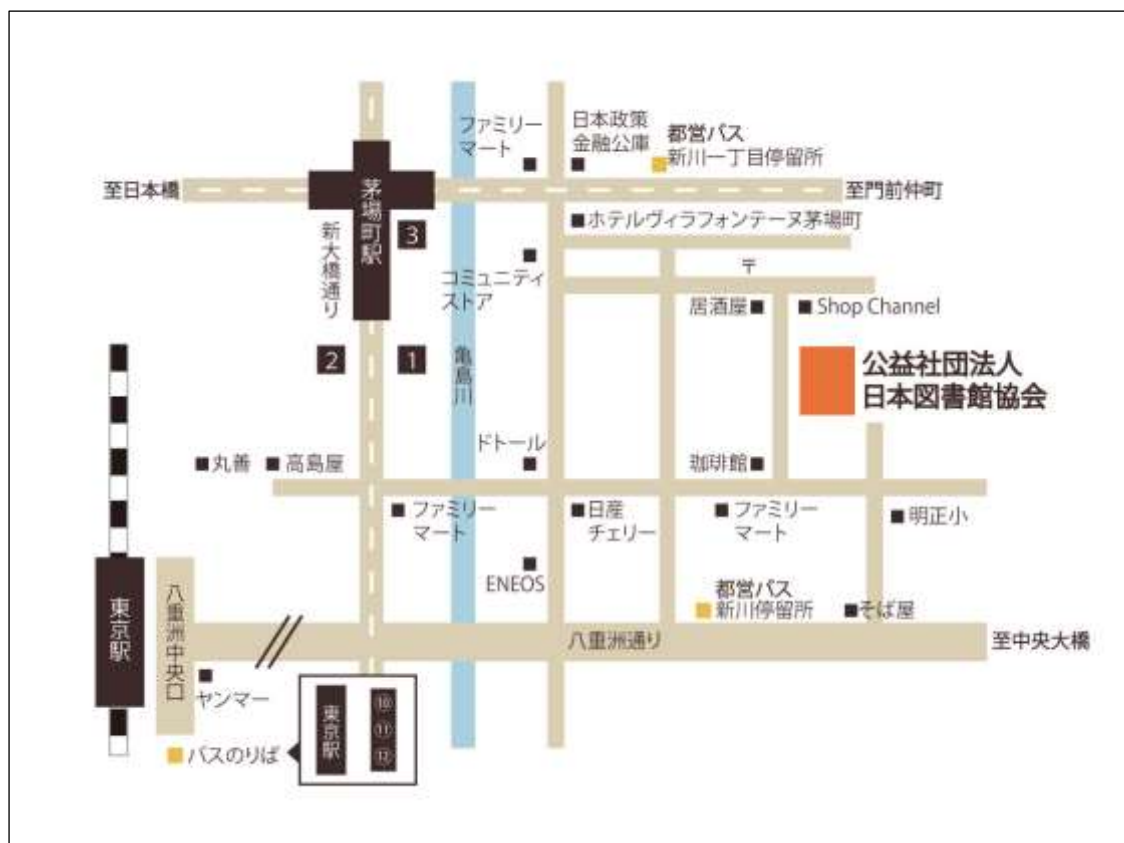 ファミリー
マート
日本政策
金融公庫
都営バス
新川一丁目停留所
至日本橋
至門前仲町
茅場町駅
ホテルヴィラフォンテーヌ茅場町
3
新大橋通り
コミュニティ
ストア
〒
居酒屋
Shop Channel
2
1
亀島川
公益社団法人
日本図書館協会
ドトール
丸善
高島屋
珈琲館
ファミリー
マート
日産
チェリー
ファミリー
マート
明正小
ENEOS
都営バス
新川停留所
そば屋
東京駅
八重洲中央口
八重洲通り
至中央大橋
ヤンマー
バスのりば
東京駅
⑩
⑪
⑫